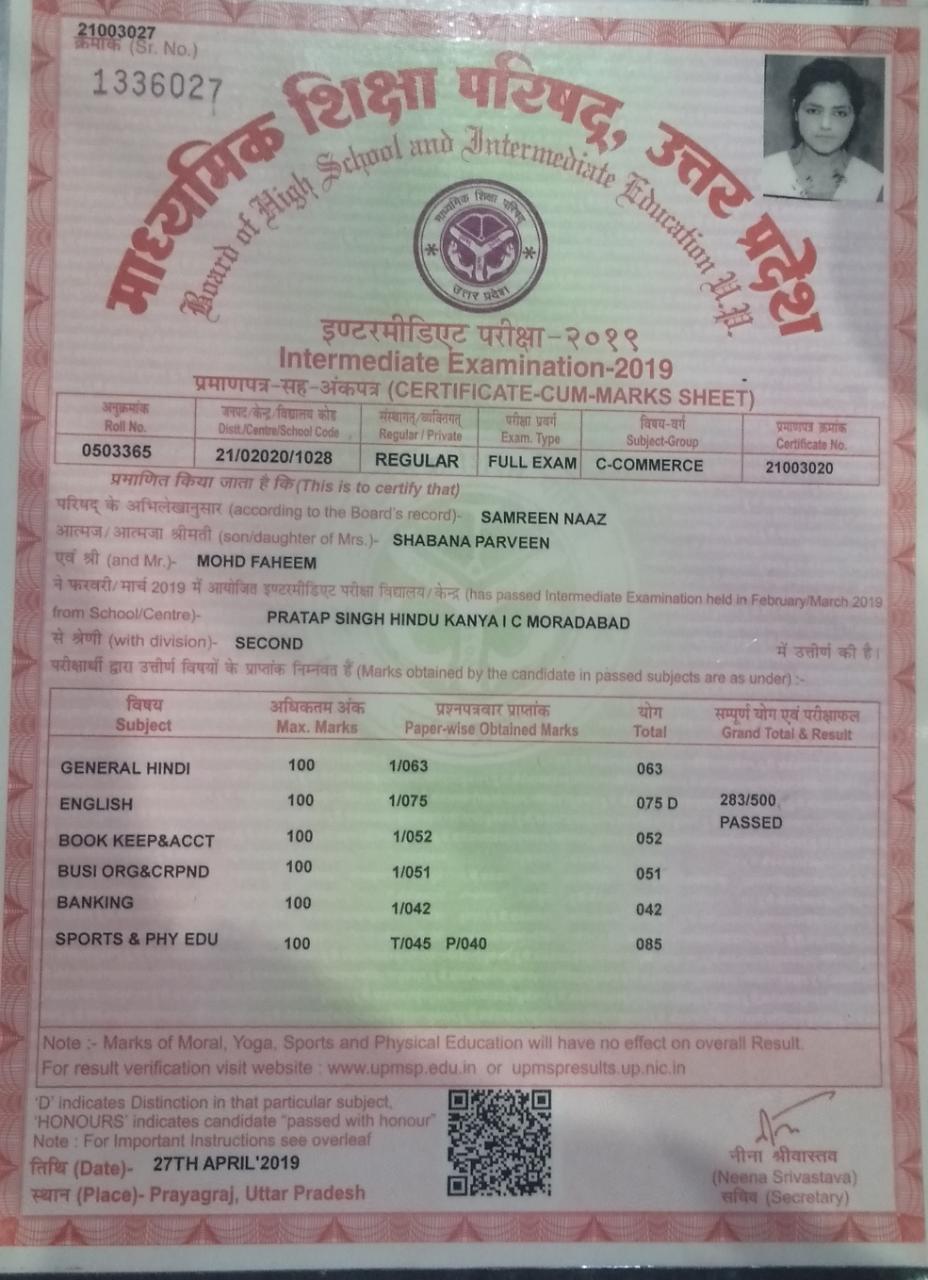 21003027
क्रमांक (Sr. No.)
1336027
माध्यमिक शिक्षा परिषद्, उत्तर प्रदेश
Board of High School and Intermediate Education U.P.
माध्यमिक शिक्षा परिषद्
उत्तर प्रदेश
इण्टरमीडिएट परीक्षा-२०१९
Intermediate Examination-2019
प्रमाणपत्र-सह-अंकपत्र (CERTIFICATE-CUM-MARKS SHEET)
अनुक्रमांक जनपद/केन्द्र/विद्यालय कोड संस्थागत/व्यक्तिगत् परीक्षा प्रवर्ग विषय-वर्ग प्रमाणपत्र क्रमांक
Roll No. Distt./Centre/School Code Regular / Private Exam. Type Subject-Group Certificate No.
0503365 21/02020/1028 REGULAR FULL EXAM C-COMMERCE 21003020
प्रमाणित किया जाता है कि (This is to certify that)
परिषद् के अभिलेखानुसार (according to the Board's record)- SAMREEN NAAZ
आत्मज/आत्मजा श्रीमती (son/daughter of Mrs.)- SHABANA PARVEEN
एवं श्री (and Mr.)- MOHD FAHEEM
ने फरवरी/मार्च 2019 में आयोजित इण्टरमीडिएट परीक्षा विद्यालय/केन्द्र (has passed Intermediate Examination held in February/March 2019
from School/Centre)- PRATAP SINGH HINDU KANYA I C MORADABAD
से श्रेणी (with division)- SECOND में उत्तीर्ण की है।
परीक्षार्थी द्वारा उत्तीर्ण विषयों के प्राप्तांक निम्नवत हैं (Marks obtained by the candidate in passed subjects are as under) :-
विषय अधिकतम अंक प्रश्नपत्रवार प्राप्तांक योग सम्पूर्ण योग एवं परीक्षाफल
Subject Max. Marks Paper-wise Obtained Marks Total Grand Total & Result
GENERAL HINDI 100 1/063 063
ENGLISH 100 1/075 075 D 283/500
PASSED
BOOK KEEP&ACCT 100 1/052 052
BUSI ORG&CRPND 100 1/051 051
BANKING 100 1/042 042
SPORTS & PHY EDU 100 T/045 P/040 085
Note :- Marks of Moral, Yoga, Sports and Physical Education will have no effect on overall Result.
For result verification visit website : www.upmsp.edu.in or upmspresults.up.nic.in
'D' indicates Distinction in that particular subject,
'HONOURS' indicates candidate "passed with honour"
Note : For Important Instructions see overleaf
तिथि (Date)- 27TH APRIL'2019
स्थान (Place)- Prayagraj, Uttar Pradesh
नीना श्रीवास्तव
(Neena Srivastava)
सचिव (Secretary)